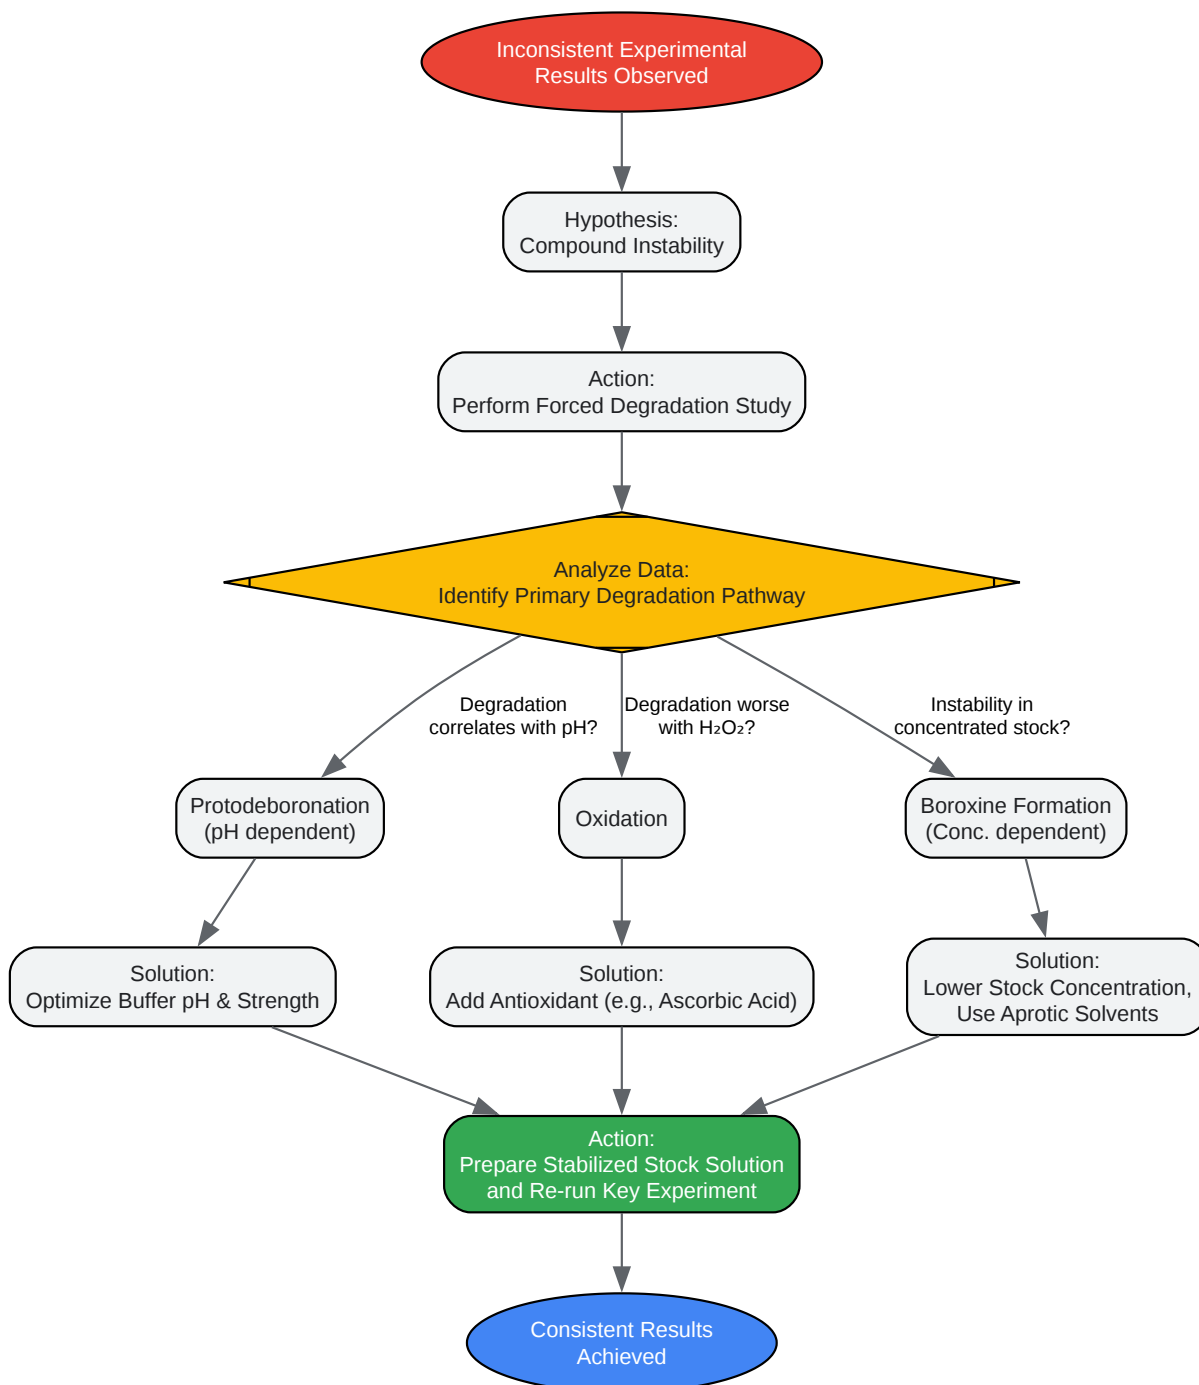 Inconsistent Experimental
Results Observed
Hypothesis:
Compound Instability
Action:
Perform Forced Degradation Study
Analyze Data:
Identify Primary Degradation Pathway
Degradation
correlates with pH?
Degradation worse
with H₂O₂?
Instability in
concentrated stock?
Protodeboronation
(pH dependent)
Oxidation
Boroxine Formation
(Conc. dependent)
Solution:
Optimize Buffer pH & Strength
Solution:
Add Antioxidant (e.g., Ascorbic Acid)
Solution:
Lower Stock Concentration,
Use Aprotic Solvents
Action:
Prepare Stabilized Stock Solution
and Re-run Key Experiment
Consistent Results
Achieved